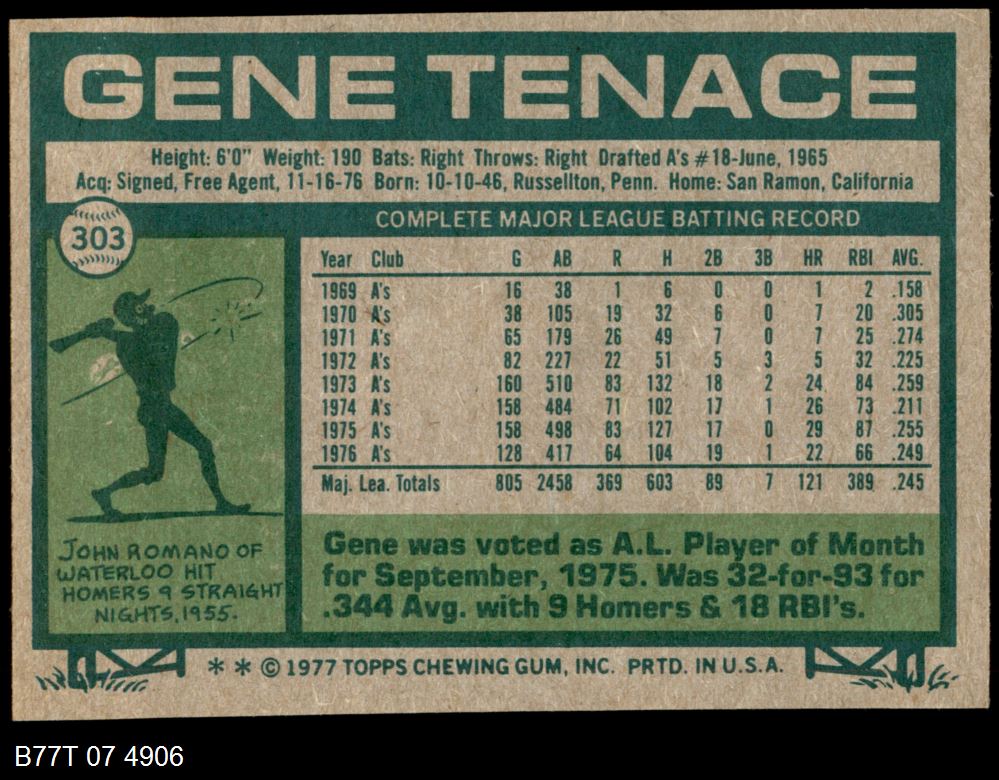 GENE TENACE
Height: 6'0" Weight: 190 Bats: Right Throws: Right Drafted A's #18-June, 1965
Acq: Signed, Free Agent, 11-16-76 Born: 10-10-46, Russellton, Penn. Home: San Ramon, California
303
COMPLETE MAJOR LEAGUE BATTING RECORD
Year Club G AB R H 2B 3B HR RBI AVG.
1969 A's 16 38 1 6 0 0 1 2 .158
1970 A's 38 105 19 32 6 0 7 20 .305
1971 A's 65 179 26 49 7 0 7 25 .274
1972 A's 82 227 22 51 5 3 5 32 .225
1973 A's 160 510 83 132 18 2 24 84 .259
1974 A's 158 484 71 102 17 1 26 73 .211
1975 A's 158 498 83 127 17 0 29 87 .255
1976 A's 128 417 64 104 19 1 22 66 .249
Maj. Lea. Totals 805 2458 369 603 89 7 121 389 .245
JOHN ROMANO OF
WATERLOO HIT
HOMERS 9 STRAIGHT
NIGHTS, 1955.
Gene was voted as A.L. Player of Month
for September, 1975. Was 32-for-93 for
.344 Avg. with 9 Homers & 18 RBI's.
* * © 1977 TOPPS CHEWING GUM, INC. PRTD. IN U.S.A.
B77T 07 4906